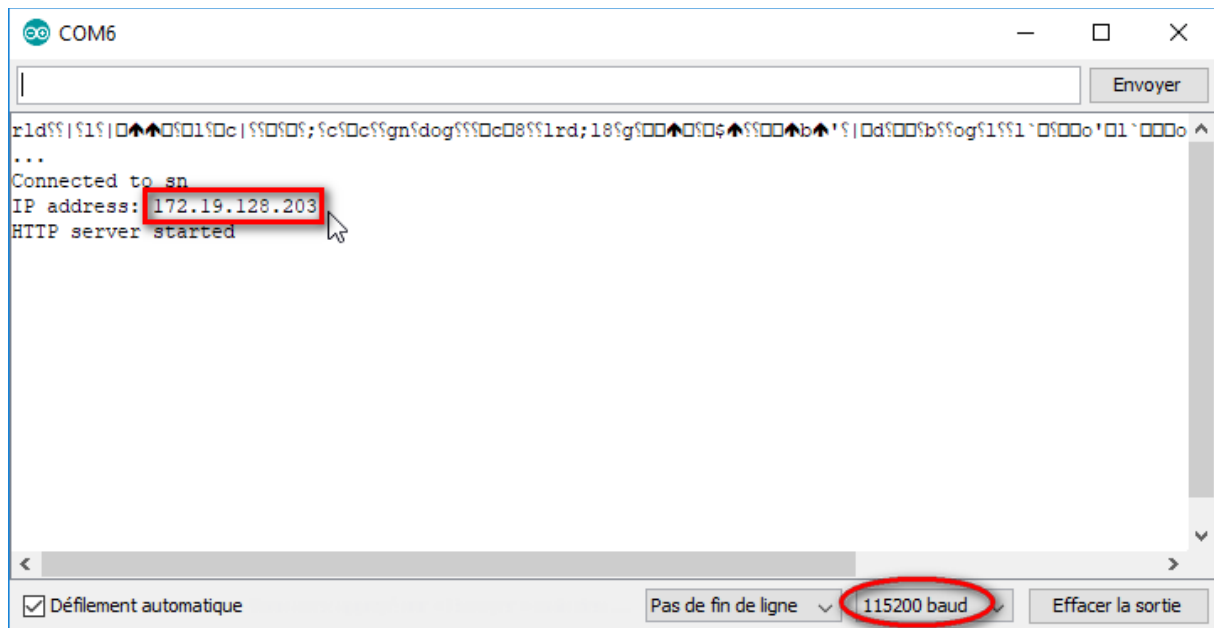 COM6
Envoyer
...
Connected to sn
IP address: 172.19.128.203
HTTP server started
Défilement automatique
Pas de fin de ligne
115200 baud
Effacer la sortie